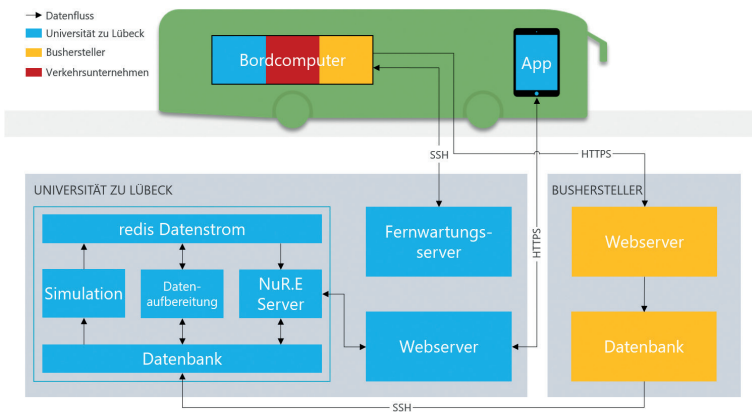 Datenfluss
Universität zu Lübeck
Bushersteller
Verkehrsunternehmen
Bordcomputer
App
SSH
HTTPS
HTTPS
UNIVERSITÄT ZU LÜBECK
redis Datenstrom
Simulation
Daten-
aufbereitung
NuR.E
Server
Datenbank
Fernwartungs-
server
Webserver
BUSHERSTELLER
Webserver
Datenbank
SSH